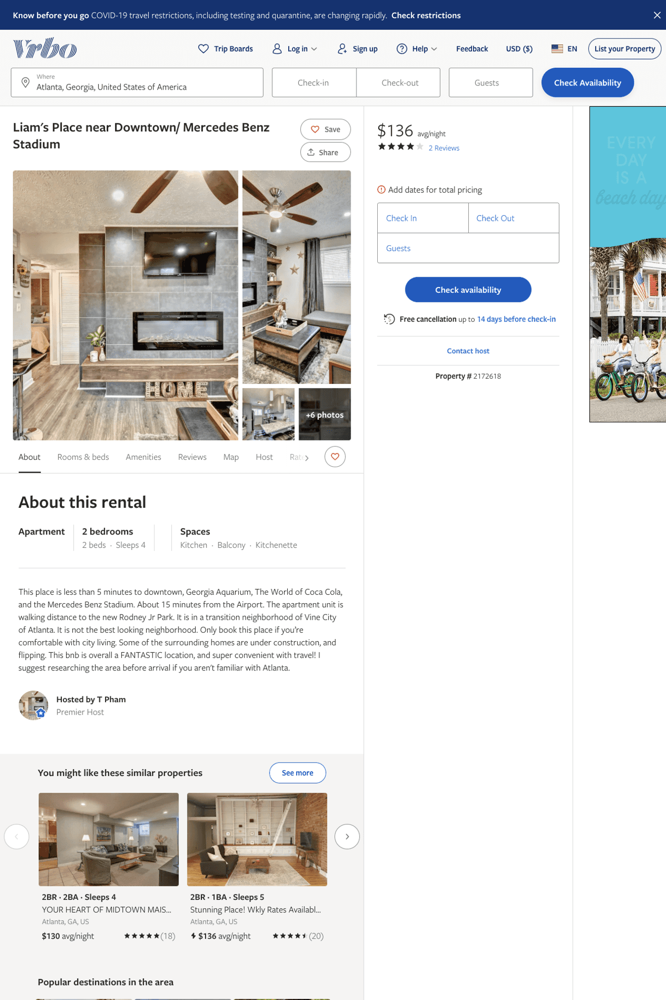 Know before you go COVID-19 travel restrictions, including testing and quarantine, are changing rapidly. Check restrictions
Vrbo
Trip Boards
Log in
Sign up
Help
Feedback
USD ($)
EN
List your Property
Where
Atlanta, Georgia, United States of America
Check-in
Check-out
Guests
Check Availability
Liam's Place near Downtown/ Mercedes Benz
Stadium
Save
Share
HOME
+6 photos
$136 avg/night
2 Reviews
Add dates for total pricing
Check In
Check Out
Guests
Check availability
Free cancellation up to 14 days before check-in
Contact host
Property # 2172618
EVERY
DAY
IS A
beach day
About
Rooms & beds
Amenities
Reviews
Map
Host
About this rental
Apartment
2 bedrooms
2 beds · Sleeps 4
Spaces
Kitchen · Balcony · Kitchenette
This place is less than 5 minutes to downtown, Georgia Aquarium, The World of Coca Cola,
and the Mercedes Benz Stadium. About 15 minutes from the Airport. The apartment unit is
walking distance to the new Rodney Jr Park. It is in a transition neighborhood of Vine City
of Atlanta. It is not the best looking neighborhood. Only book this place if you're
comfortable with city living. Some of the surrounding homes are under construction, and
flipping. This bnb is overall a FANTASTIC location, and super convenient with travel! I
suggest researching the area before arrival if you aren't familiar with Atlanta.
Hosted by T Pham
Premier Host
You might like these similar properties
See more
2BR · 2BA · Sleeps 4
YOUR HEART OF MIDTOWN MAIS...
Atlanta, GA, US
$130 avg/night
(18)
2BR · 1BA · Sleeps 5
Stunning Place! Wkly Rates Availabl...
Atlanta, GA, US
$136 avg/night
(20)
Popular destinations in the area